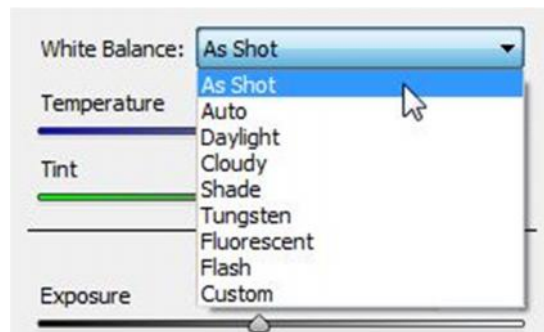 White Balance: As Shot
As Shot
Temperature
Auto
Daylight
Cloudy
Tint
Shade
Tungsten
Fluorescent
Flash
Exposure
Custom